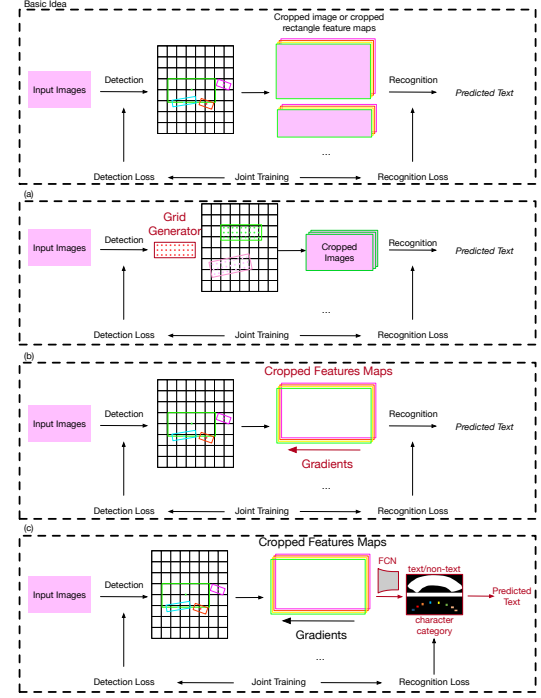 Basic Idea
Cropped image or cropped
rectangle feature maps
Input Images
Detection
Recognition
Predicted Text
...
Detection Loss
Joint Training
Recognition Loss
(a)
Grid
Generator
Input Images
Detection
Cropped
Images
Recognition
Predicted Text
...
Detection Loss
Joint Training
Recognition Loss
(b)
Cropped Features Maps
Input Images
Detection
Recognition
Predicted Text
Gradients
...
Detection Loss
Joint Training
Recognition Loss
(c)
Cropped Features Maps
FCN
text/non-text
Input Images
Detection
Predicted
Text
character
category
Gradients
...
Detection Loss
Joint Training
Recognition Loss